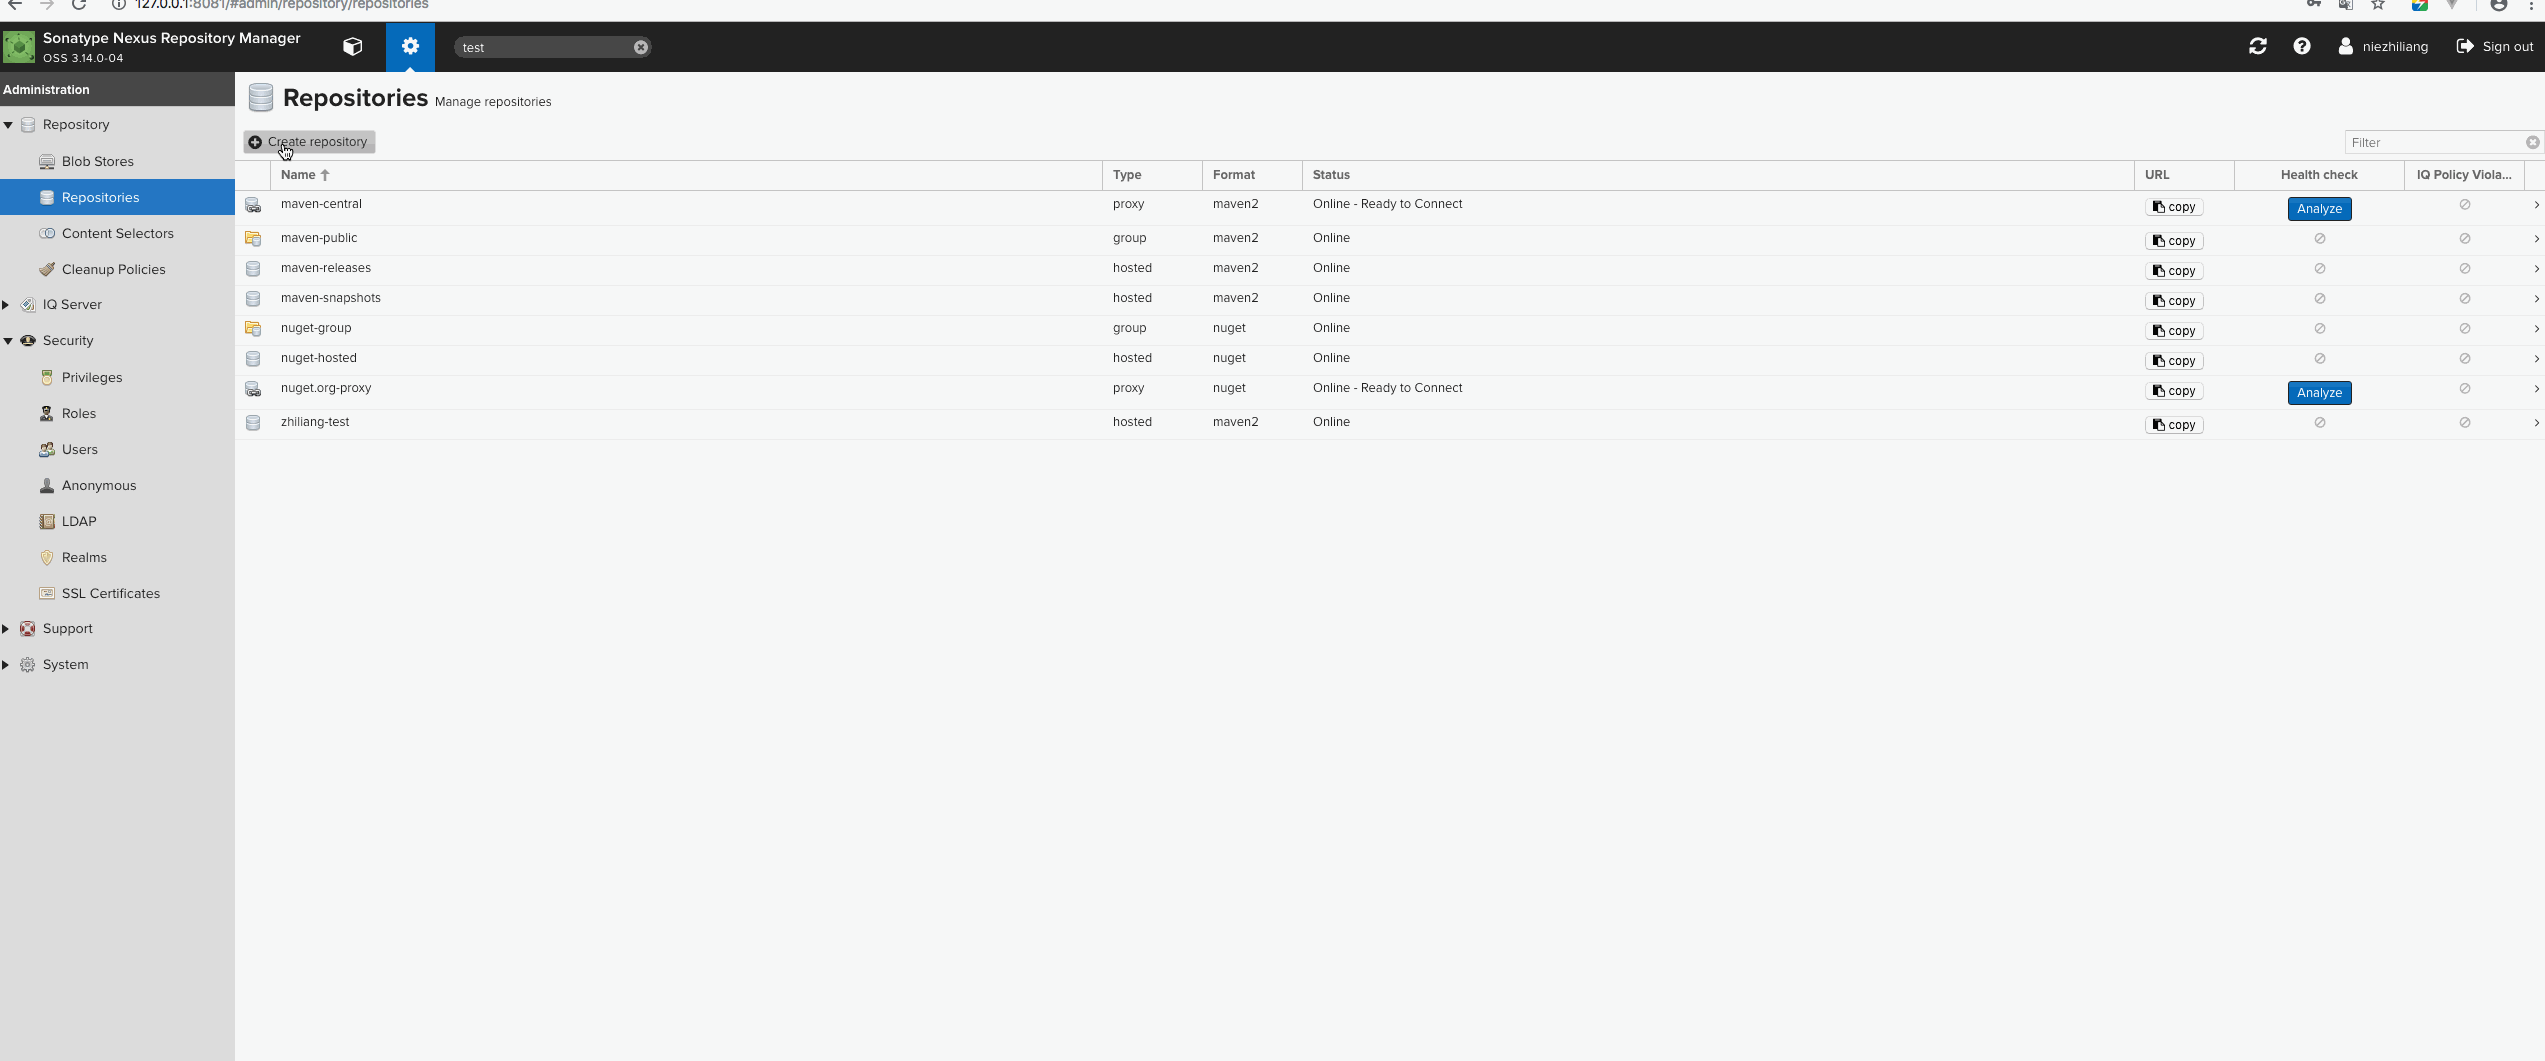 127.0.0.1:8081/#admin/repository/repositories
Sonatype Nexus Repository Manager
OSS 3.14.0-04
test
niezhiliang
Sign out
Administration
Repository
Blob Stores
Repositories
Content Selectors
Cleanup Policies
IQ Server
Security
Privileges
Roles
Users
Anonymous
LDAP
Realms
SSL Certificates
Support
System
Repositories Manage repositories
Create repository
Filter
Name Type Format Status URL Health check IQ Policy Viola...
maven-central proxy maven2 Online - Ready to Connect copy Analyze
maven-public group maven2 Online copy
maven-releases hosted maven2 Online copy
maven-snapshots hosted maven2 Online copy
nuget-group group nuget Online copy
nuget-hosted hosted nuget Online copy
nuget.org-proxy proxy nuget Online - Ready to Connect copy Analyze
zhiliang-test hosted maven2 Online copy